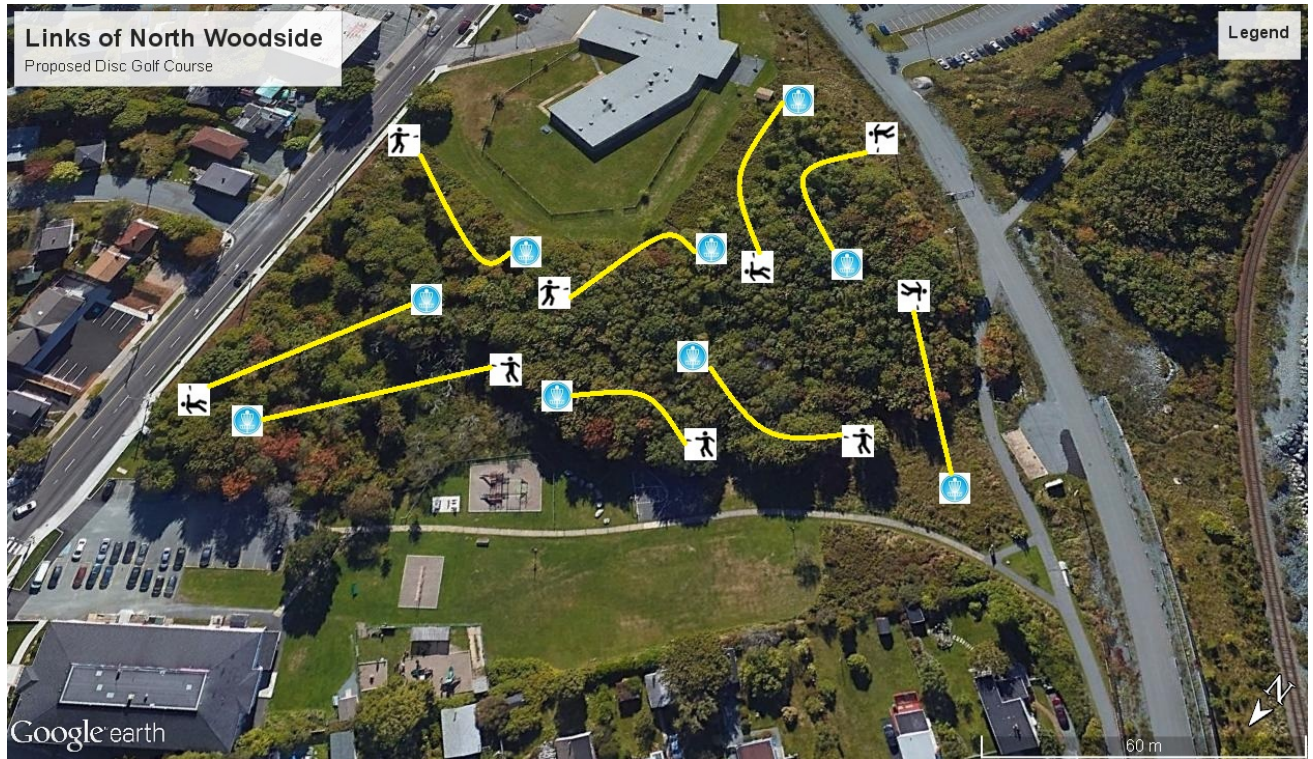 Links of North Woodside
Proposed Disc Golf Course
Legend
N
Google earth
60 m